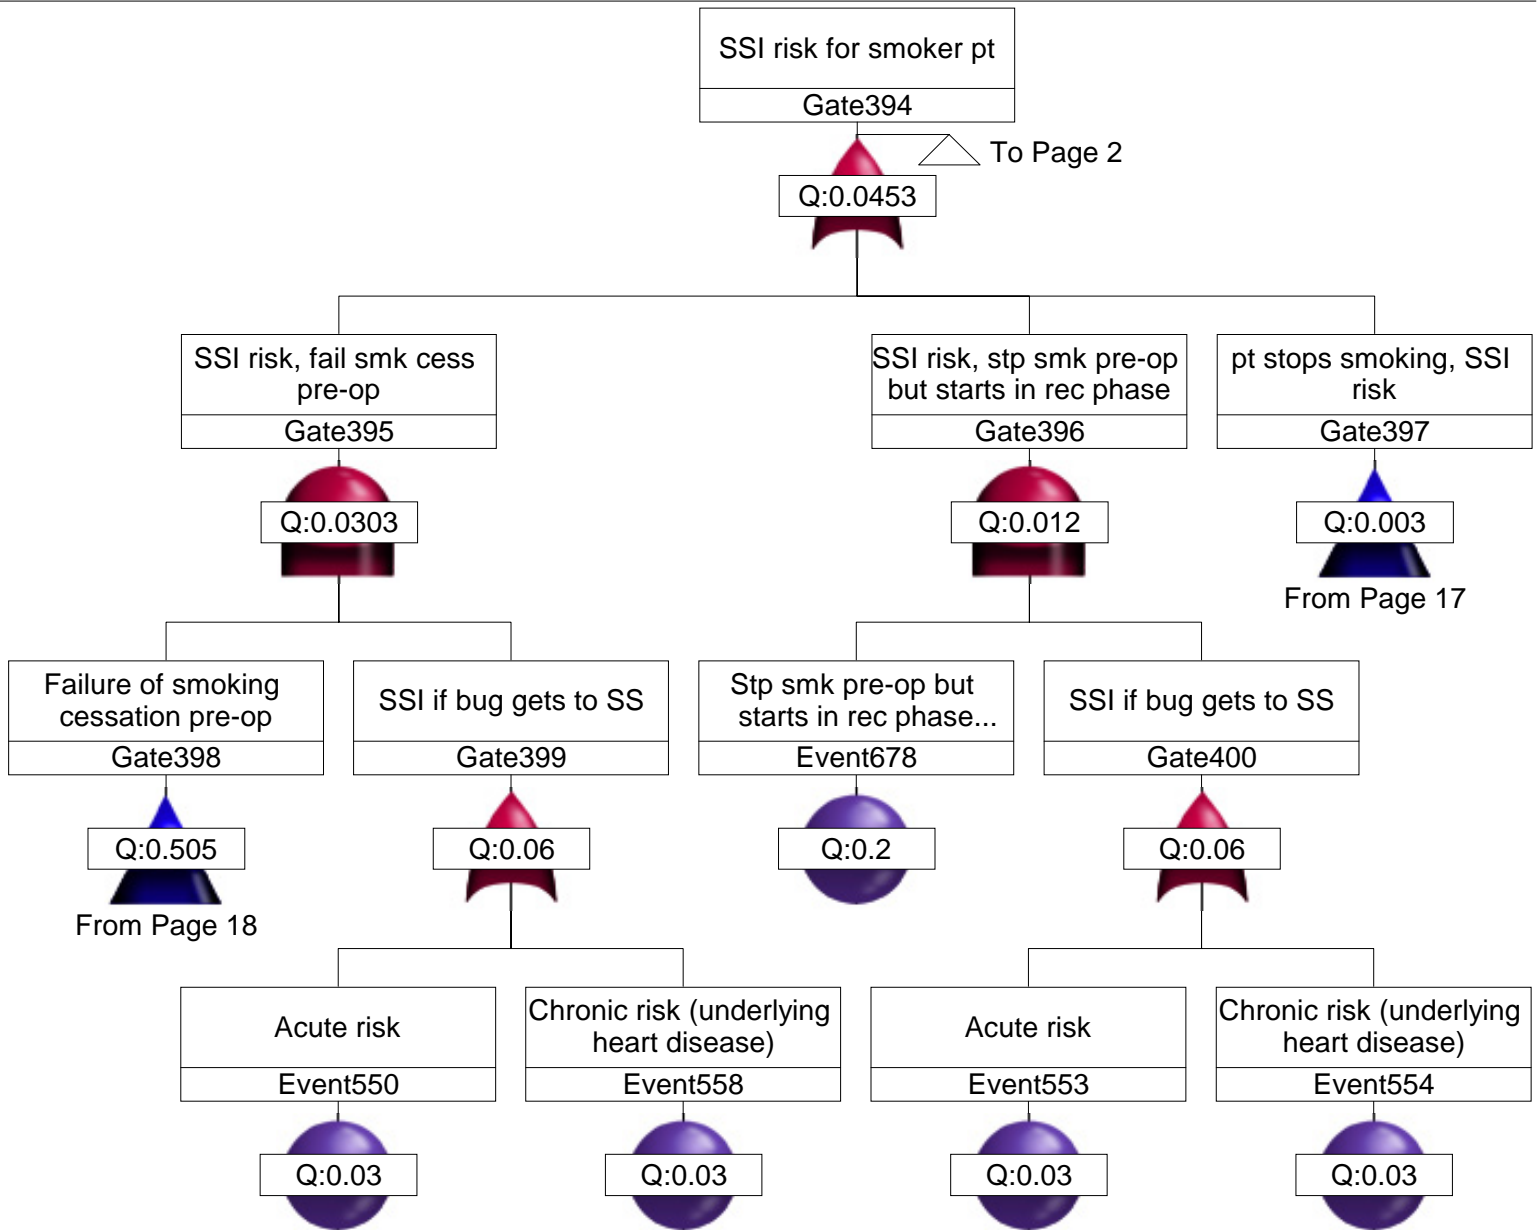 SSI risk for smoker pt
Gate394
To Page 2
Q:0.0453
SSI risk, fail smk cess
pre-op
Gate395
Q:0.0303
SSI risk, stp smk pre-op
but starts in rec phase
Gate396
Q:0.012
pt stops smoking, SSI
risk
Gate397
Q:0.003
From Page 17
Failure of smoking
cessation pre-op
Gate398
Q:0.505
From Page 18
SSI if bug gets to SS
Gate399
Q:0.06
Stp smk pre-op but
starts in rec phase...
Event678
Q:0.2
SSI if bug gets to SS
Gate400
Q:0.06
Acute risk
Event550
Q:0.03
Chronic risk (underlying
heart disease)
Event558
Q:0.03
Acute risk
Event553
Q:0.03
Chronic risk (underlying
heart disease)
Event554
Q:0.03